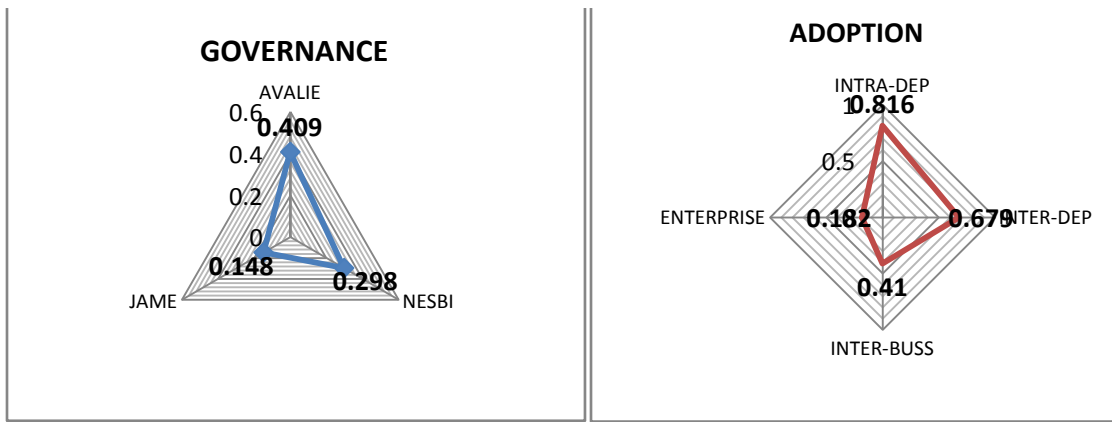 GOVERNANCE
AVALIE
0.6
0.409
0.4
0.2
0
0.148
0.298
JAME
NESBI
ADOPTION
INTRA-DEP
1
0.816
0.5
ENTERPRISE
0.182
0.679
INTER-DEP
0.41
INTER-BUSS